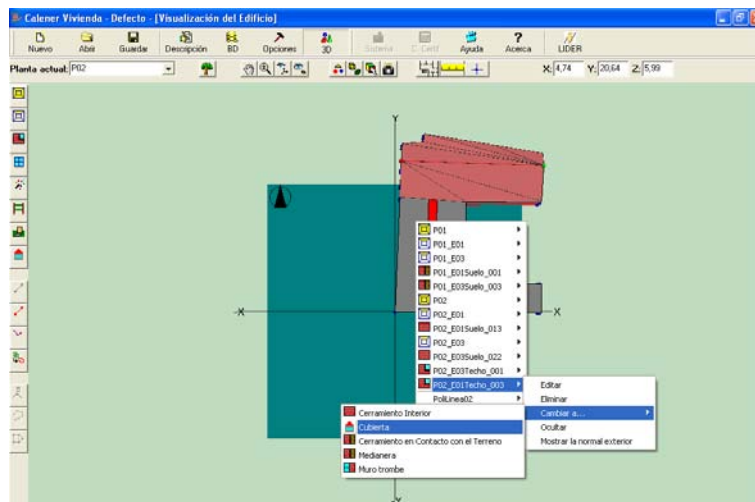 Calener Vivienda - Defecto - [Visualización del Edificio]
Nuevo Abrir Guardar Descripción BD Opciones 3D Sistema C. Certif Ayuda Acerca LIDER
Planta actual: P02 X: 4,74 Y: 20,64 Z: 5,99
Y
P01
P01_E01
P01_E03
P01_E01Suelo_001
P01_E03Suelo_003
P02
P02_E01
-X X
P02_E01Suelo_013
P02_E03
P02_E03Suelo_022
P02_E03Techo_001
P02_E01Techo_003 Editar
PoliLinea02 Eliminar
Cerramiento Interior Cambiar a...
Cubierta Ocultar
Cerramiento en Contacto con el Terreno Mostrar la normal exterior
Medianera
Muro trombe
-Y